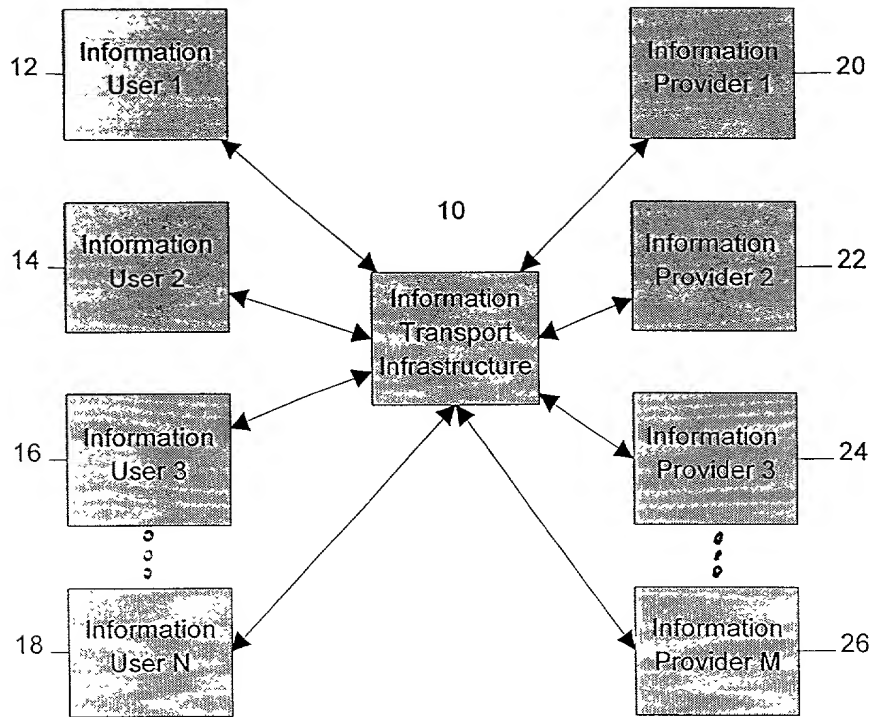 12
Information
User 1
Information
Provider 1
20
10
14
Information
User 2
Information
Provider 2
22
Information
Transport
Infrastructure
16
Information
User 3
Information
Provider 3
24
18
Information
User N
Information
Provider M
26